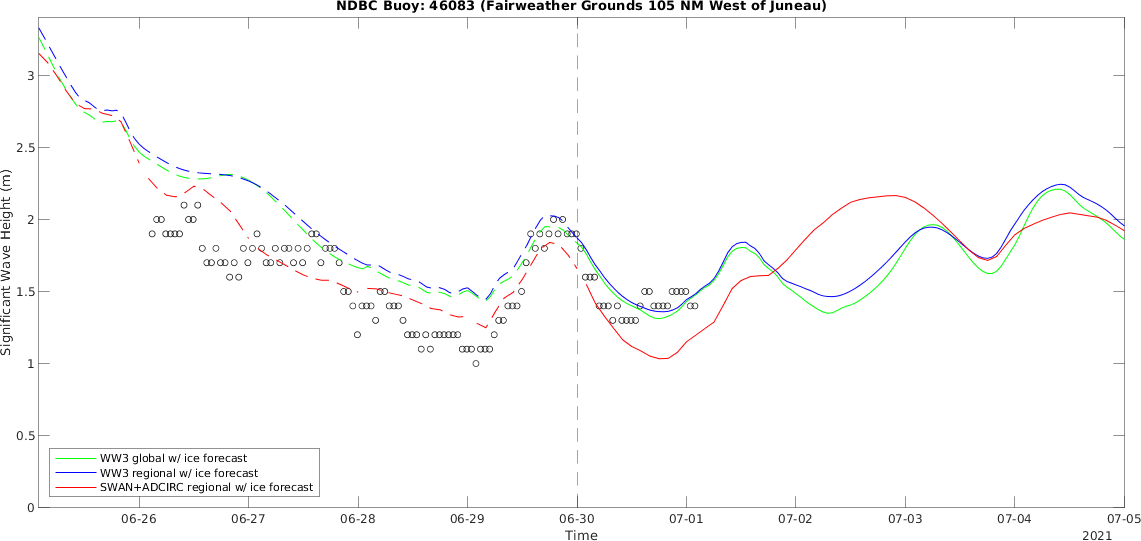 NDBC Buoy: 46083 (Fairweather Grounds 105 NM West of Juneau)
Significant Wave Height (m)
3
2.5
2
1.5
1
0.5
0
WW3 global w/ ice forecast
WW3 regional w/ ice forecast
SWAN+ADCIRC regional w/ ice forecast
06-26 06-27 06-28 06-29 06-30 07-01 07-02 07-03 07-04 07-05
Time
2021